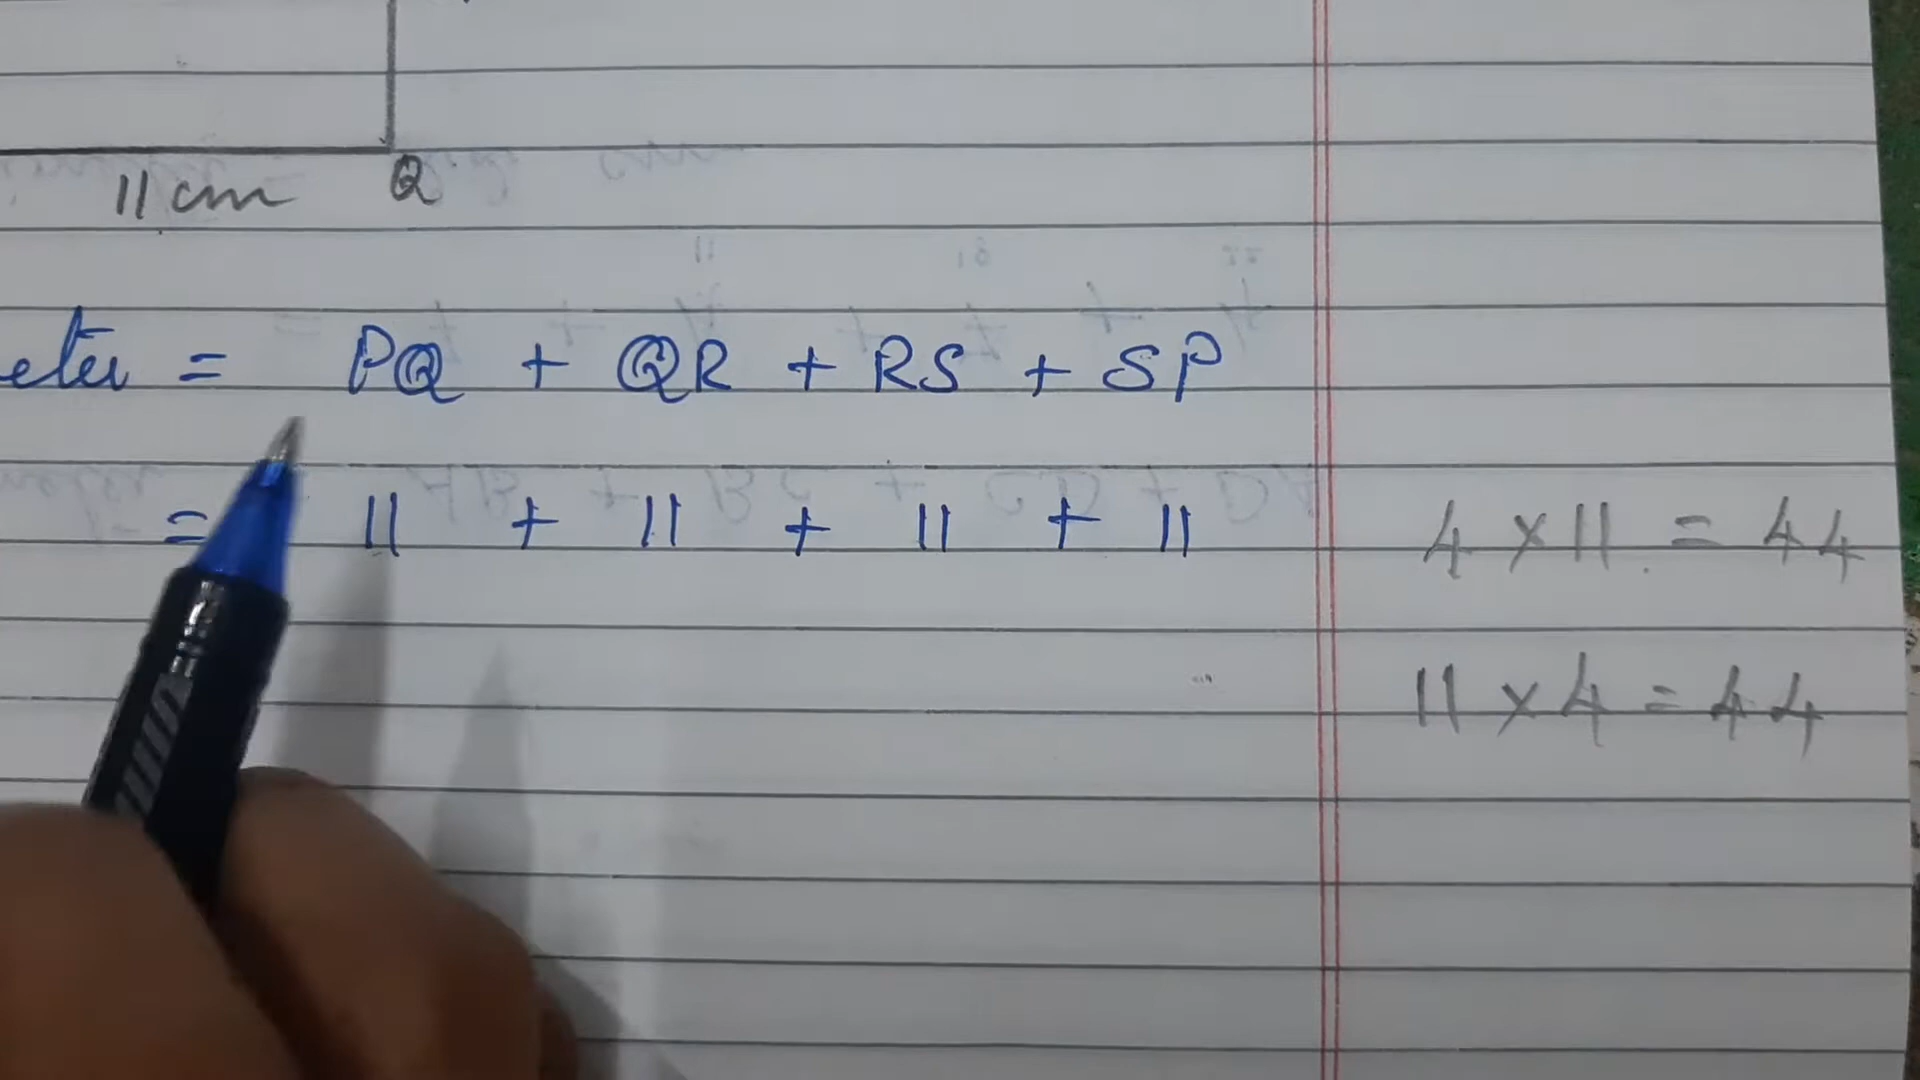 11 cm Q
eter = PQ + QR + RS + SP
= 11 + 11 + 11 + 11
4 × 11 = 44
11 × 4 = 44